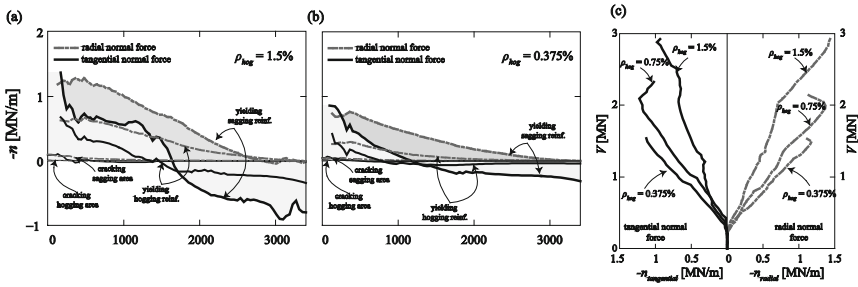 (a)
2
1
0
−1
-n [MN/m]
radial normal force
tangential normal force
ρhog = 1.5%
yielding
sagging reinf.
cracking
sagging area
cracking
hogging area
yielding
hogging reinf.
1000
2000
3000
(b)
radial normal force
tangential normal force
ρhog = 0.375%
yielding
sagging reinf.
cracking
sagging area
cracking
hogging area
yielding
hogging reinf.
0
1000
2000
3000
(c)
3
2
1
0
V [MN]
ρhog = 1.5%
ρhog = 0.75%
ρhog = 0.375%
tangential normal
force
1.5
1
0.5
0
-ntangential [MN/m]
ρhog = 1.5%
ρhog = 0.75%
ρhog = 0.375%
radial normal
force
0.5
1
1.5
-nradial [MN/m]
3
2
1
V [MN]